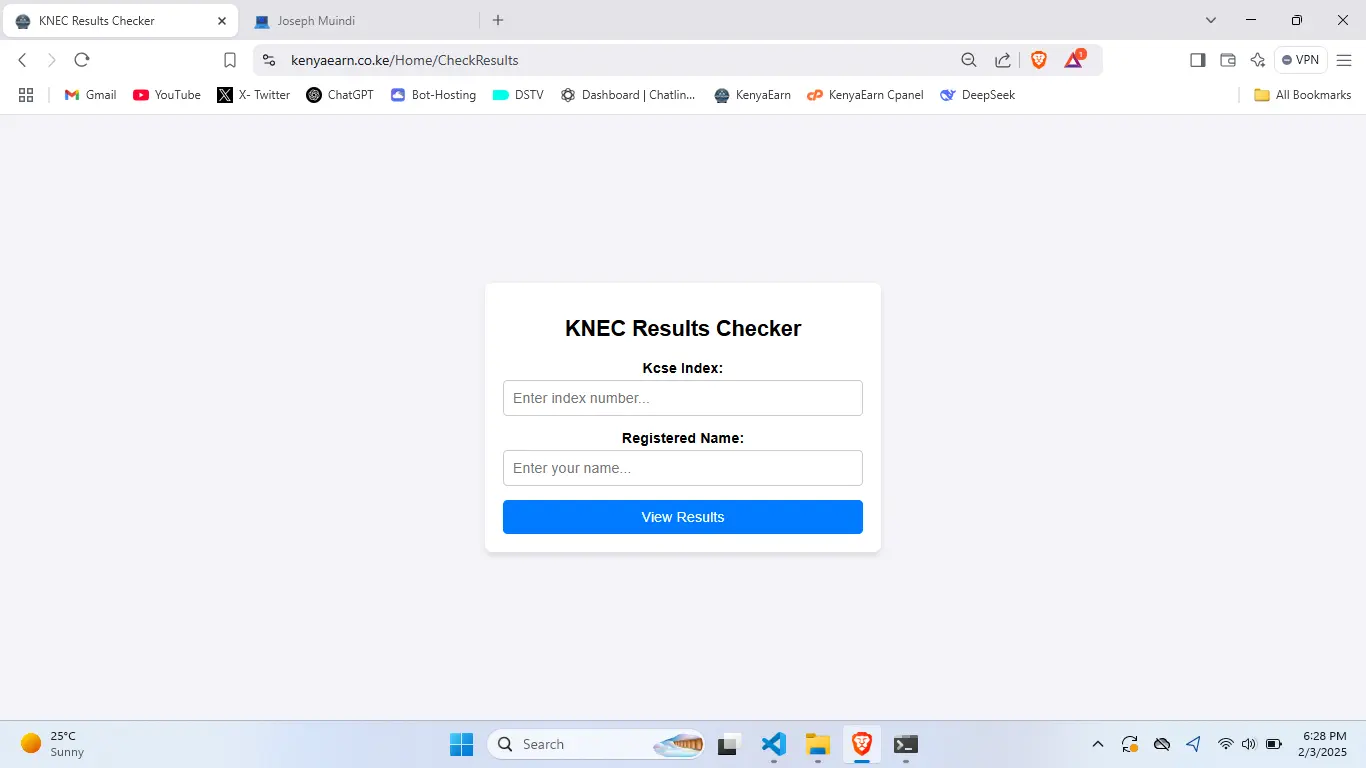 KNEC Results Checker
Joseph Muindi
kenyaearn.co.ke/Home/CheckResults
1
VPN
Gmail
YouTube
X- Twitter
ChatGPT
Bot-Hosting
DSTV
Dashboard | Chatlin...
KenyaEarn
KenyaEarn Cpanel
DeepSeek
All Bookmarks
KNEC Results Checker
Kcse Index:
Enter index number...
Registered Name:
Enter your name...
View Results
25°C
Sunny
Search
6:28 PM
2/3/2025